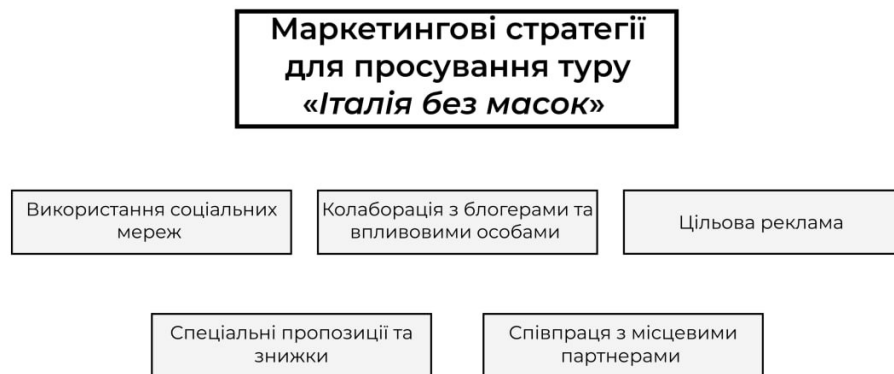 Маркетингові стратегії
для просування туру
«Італія без масок»
Використання соціальних
мереж
Колаборація з блогерами та
впливовими особами
Цільова реклама
Спеціальні пропозиції та
знижки
Співпраця з місцевими
партнерами